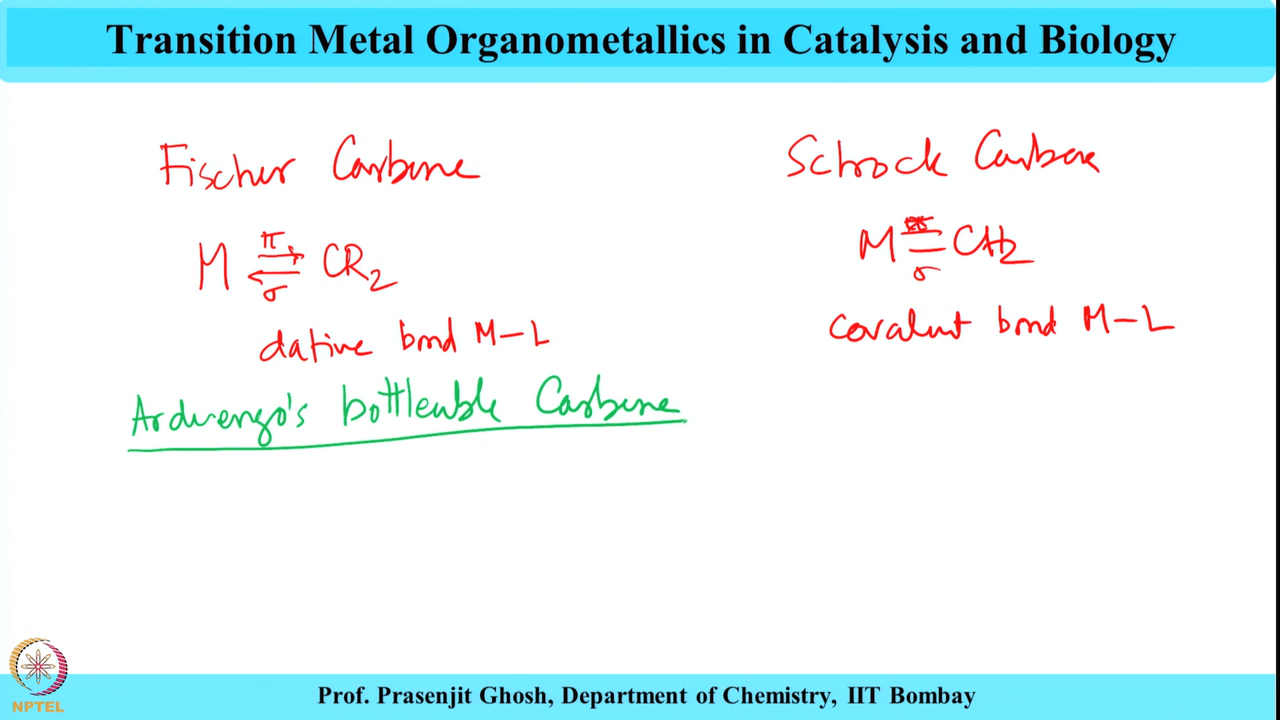 Transition Metal Organometallics in Catalysis and Biology
Fischer Carbene
Schrock Carbene
π
M ⇌ CR2
σ
M = CH2
σ
dative bond M-L
covalent bond M-L
Arduengo's bottleable Carbene
NPTEL
Prof. Prasenjit Ghosh, Department of Chemistry, IIT Bombay